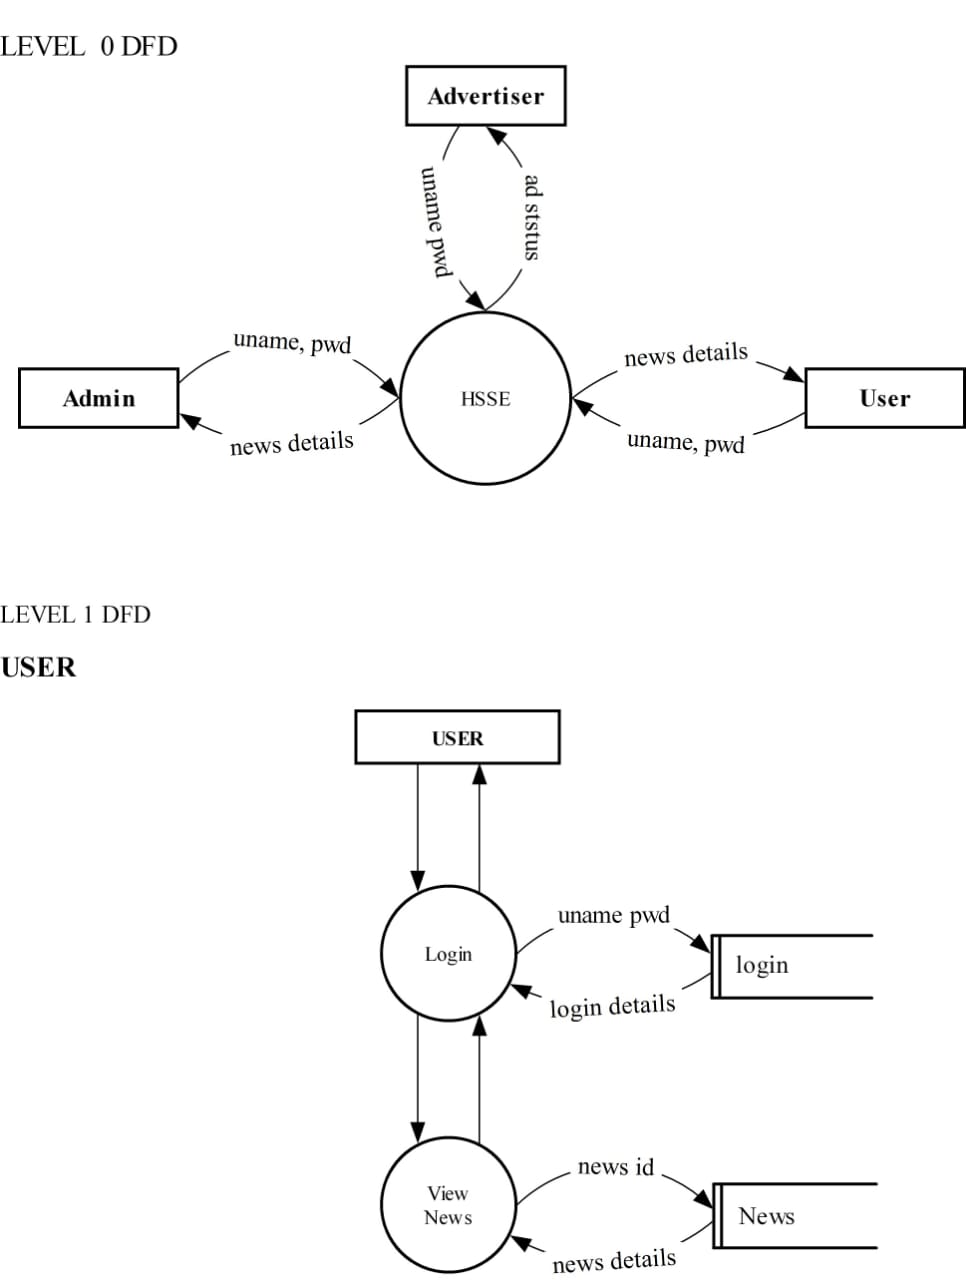 LEVEL  0 DFD
Advertiser
uname pwd
ad ststus
uname, pwd
news details
Admin
HSSE
User
news details
uname, pwd
LEVEL 1 DFD
USER
USER
uname pwd
Login
login
login details
news id
View
News
News
news details